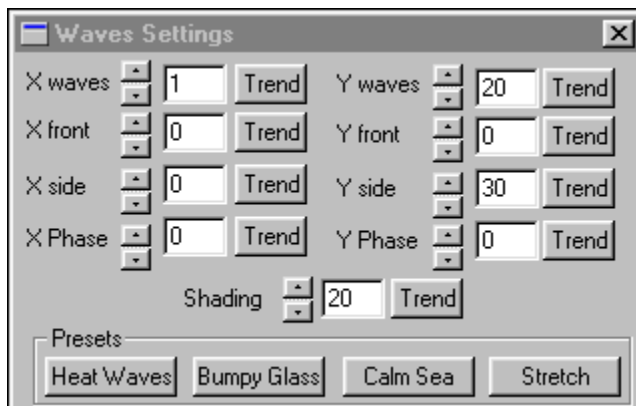 Waves Settings
X waves 1 Trend Y waves 20 Trend
X front 0 Trend Y front 0 Trend
X side 0 Trend Y side 30 Trend
X Phase 0 Trend Y Phase 0 Trend
Shading 20 Trend
Presets
Heat Waves Bumpy Glass Calm Sea Stretch